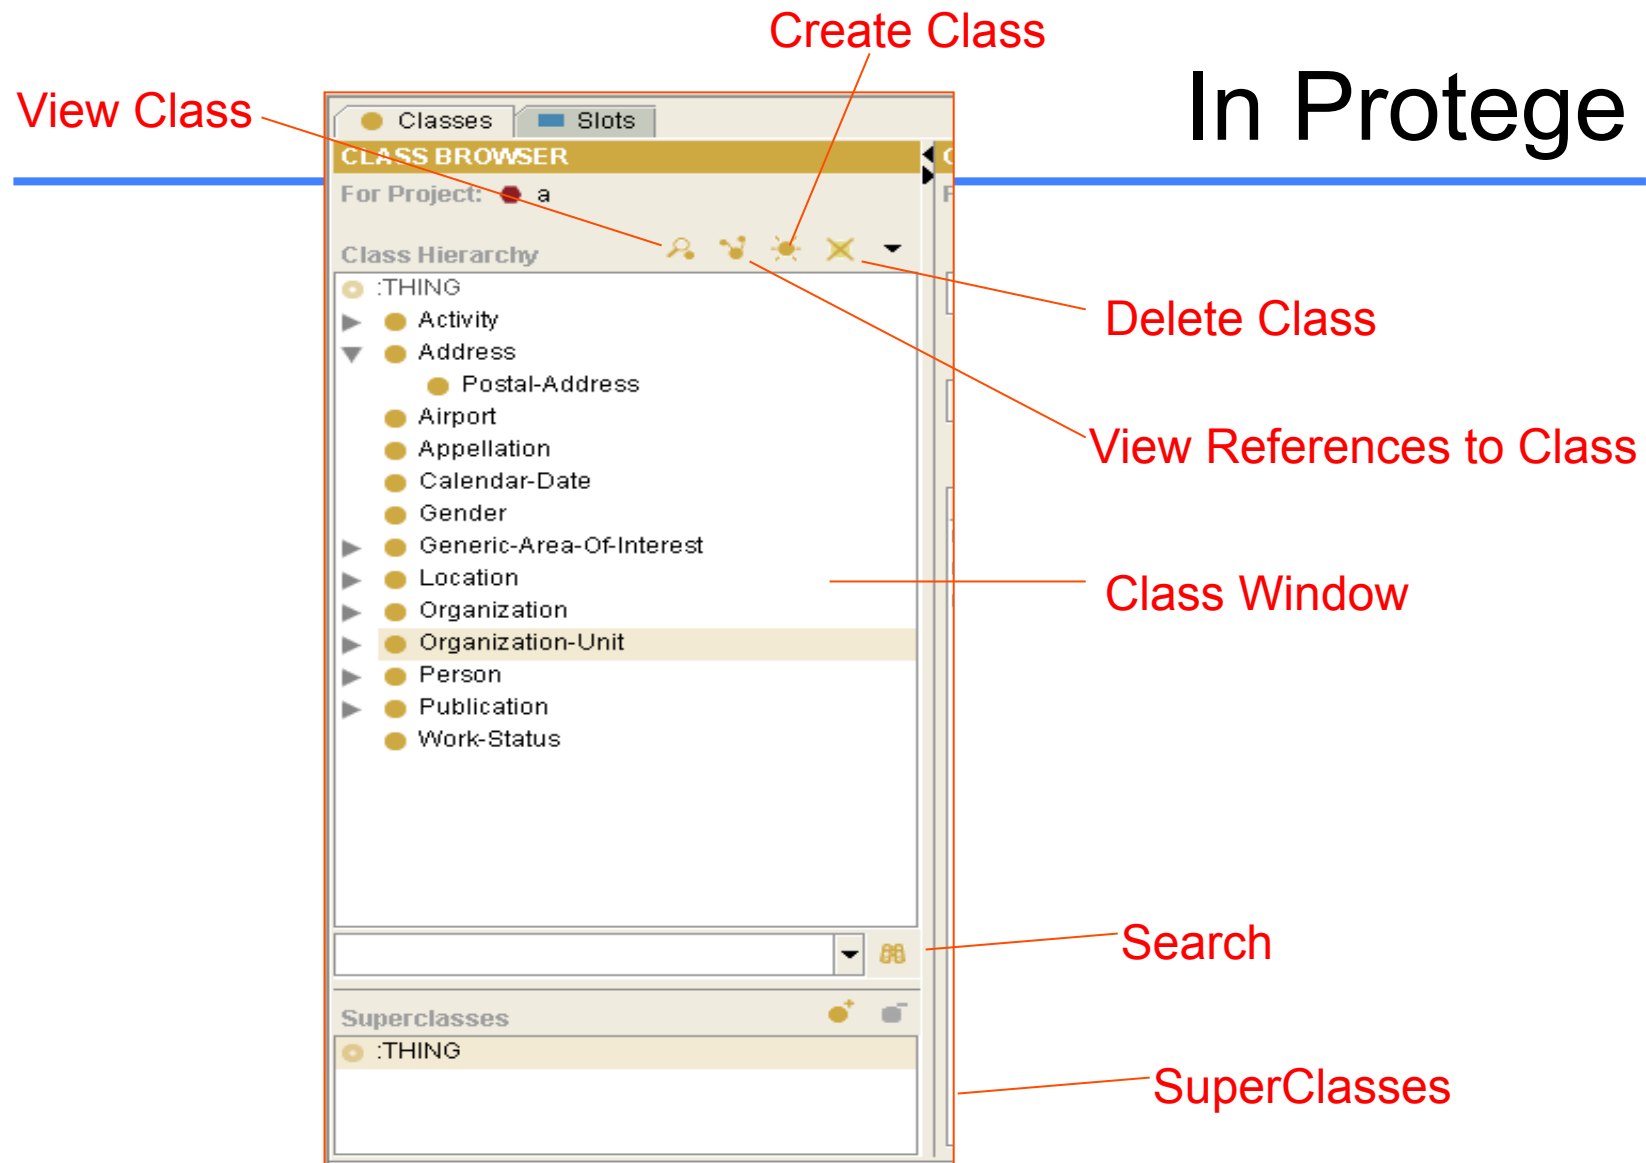 Create Class
In Protege
View Class
Classes
Slots
CLASS BROWSER
For Project: a
Class Hierarchy
:THING
Activity
Address
Postal-Address
Airport
Appellation
Calendar-Date
Gender
Generic-Area-Of-Interest
Location
Organization
Organization-Unit
Person
Publication
Work-Status
Delete Class
View References to Class
Class Window
Search
Superclasses
:THING
SuperClasses